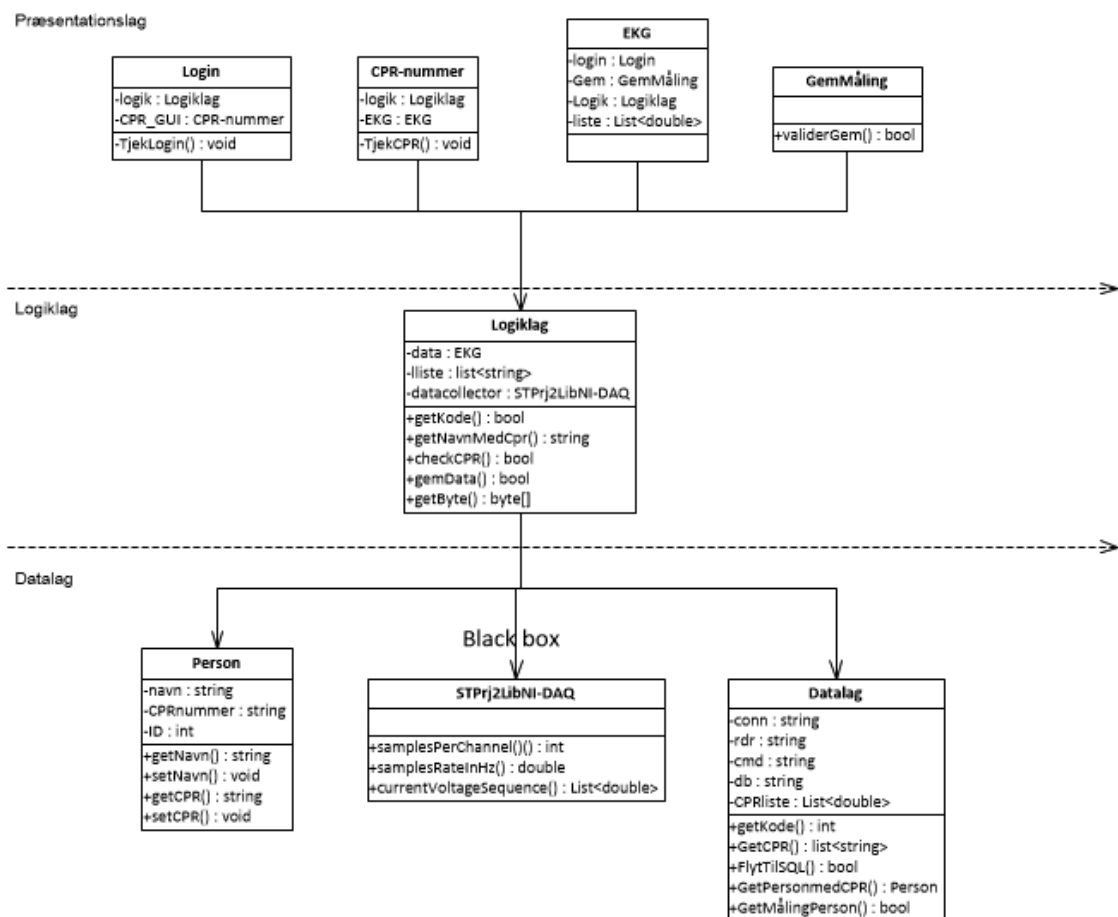 Præsentationslag
Login
-logik : Logiklag
-CPR_GUI : CPR-nummer
-TjekLogin() : void
CPR-nummer
-logik : Logiklag
-EKG : EKG
-TjekCPR() : void
EKG
-login : Login
-Gem : GemMåling
-Logik : Logiklag
-liste : List<double>
GemMåling
+validerGem() : bool
Logiklag
Logiklag
-data : EKG
-lliste : list<string>
-datacollector : STPrj2LibNI-DAQ
+getKode() : bool
+getNavnMedCpr() : string
+checkCPR() : bool
+gemData() : bool
+getByte() : byte[]
Datalag
Black box
Person
-navn : string
-CPRnummer : string
-ID : int
+getNavn() : string
+setNavn() : void
+getCPR() : string
+setCPR() : void
STPrj2LibNI-DAQ
+samplesPerChannel()() : int
+samplesRateInHz() : double
+currentVoltageSequence() : List<double>
Datalag
-conn : string
-rdr : string
-cmd : string
-db : string
-CPRliste : List<double>
+getKode() : int
+GetCPR() : list<string>
+FlytTilSQL() : bool
+GetPersonmedCPR() : Person
+GetMålingPerson() : bool